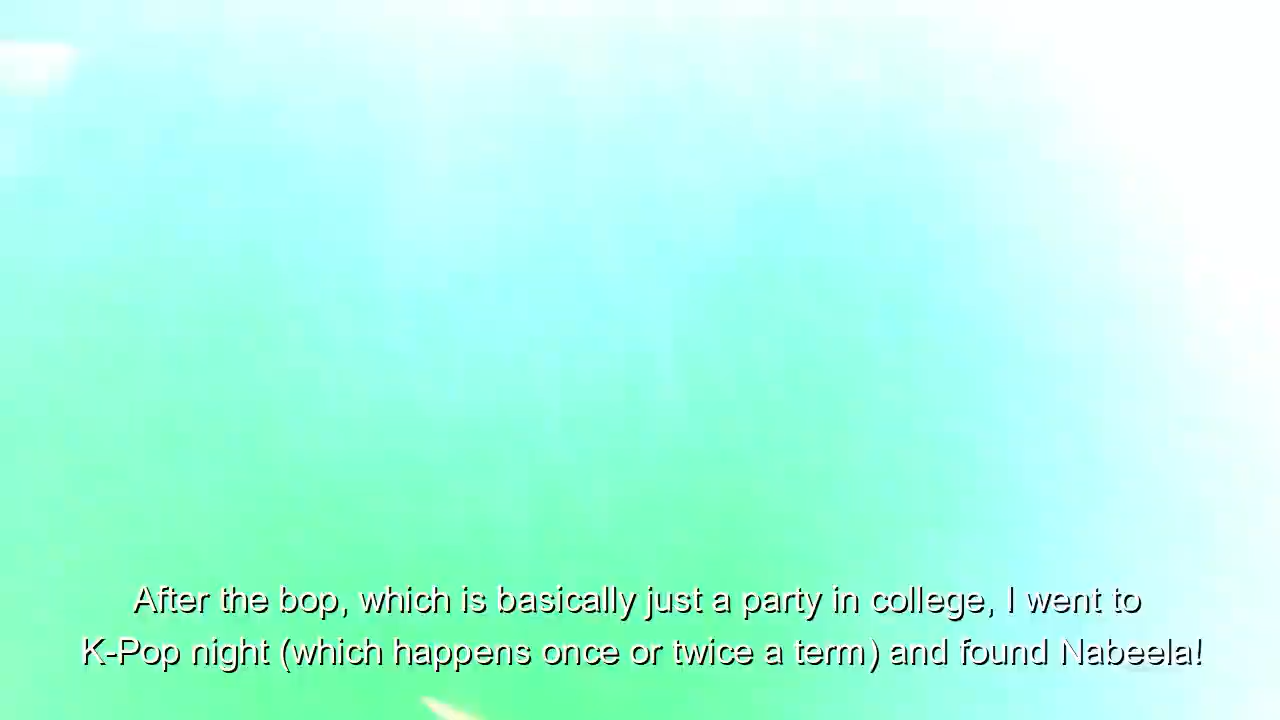 After the bop, which is basically just a party in college, I went to
K-Pop night (which happens once or twice a term) and found Nabeela!